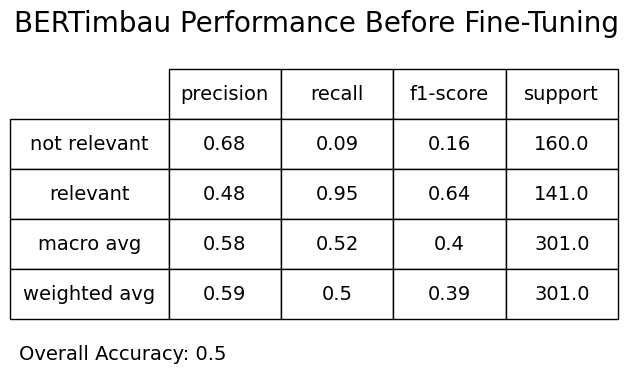 BERTimbau Performance Before Fine-Tuning
precision recall f1-score support
not relevant 0.68 0.09 0.16 160.0
relevant 0.48 0.95 0.64 141.0
macro avg 0.58 0.52 0.4 301.0
weighted avg 0.59 0.5 0.39 301.0
Overall Accuracy: 0.5